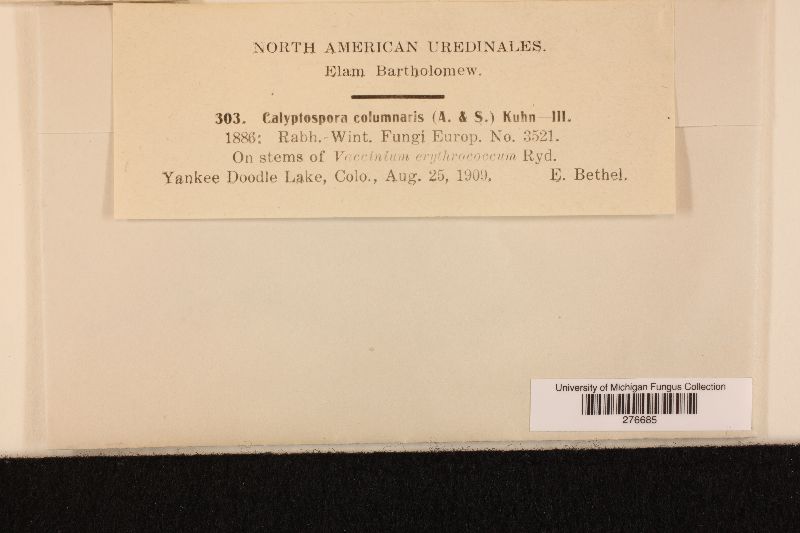 NORTH AMERICAN UREDINALES.
Elam Bartholomew.
303. Calyptospora columnaris (A. & S.) Kuhn—III.
1886: Rabh.-Wint. Fungi Europ. No. 3521.
On stems of Vaccinium erythrococcum Ryd.
Yankee Doodle Lake, Colo., Aug. 25, 1909. E. Bethel.
University of Michigan Fungus Collection
276685